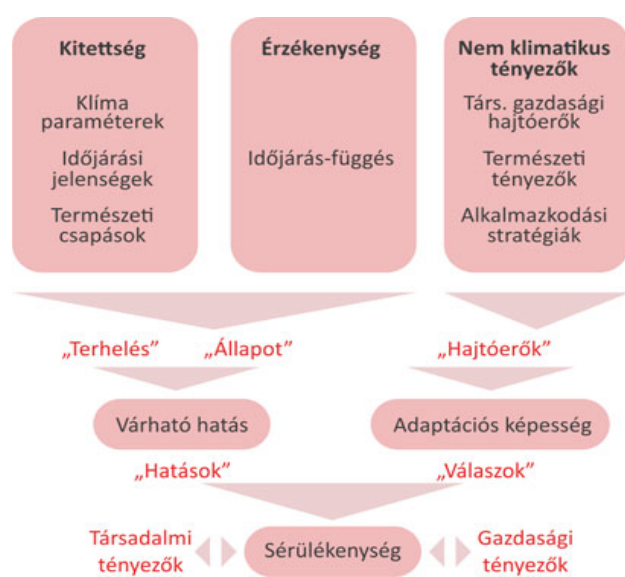 Kitettség
Klíma
paraméterek
Időjárási
jelenségek
Természeti
csapások
Érzékenység
Időjárás-függés
Nem klimatikus
tényezők
Társ. gazdasági
hajtóerők
Természeti
tényezők
Alkalmazkodási
stratégiák
„Terhelés” „Állapot” „Hajtóerők”
Várható hatás
Adaptációs képesség
„Hatások” „Válaszok”
Társadalmi
tényezők
Sérülékenység
Gazdasági
tényezők